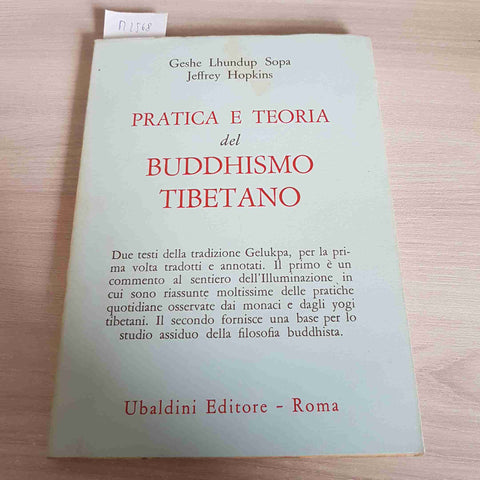 П 2568
Geshe Lhundup Sopa
Jeffrey Hopkins
PRATICA E TEORIA
del
BUDDHISMO
TIBETANO
Due testi della tradizione Gelukpa, per la pri-
ma volta tradotti e annotati. Il primo è un
commento al sentiero dell'Illuminazione in
cui sono riassunte moltissime delle pratiche
quotidiane osservate dai monaci e dagli yogi
tibetani. Il secondo fornisce una base per lo
studio assiduo della filosofia buddhista.
Ubaldini Editore - Roma